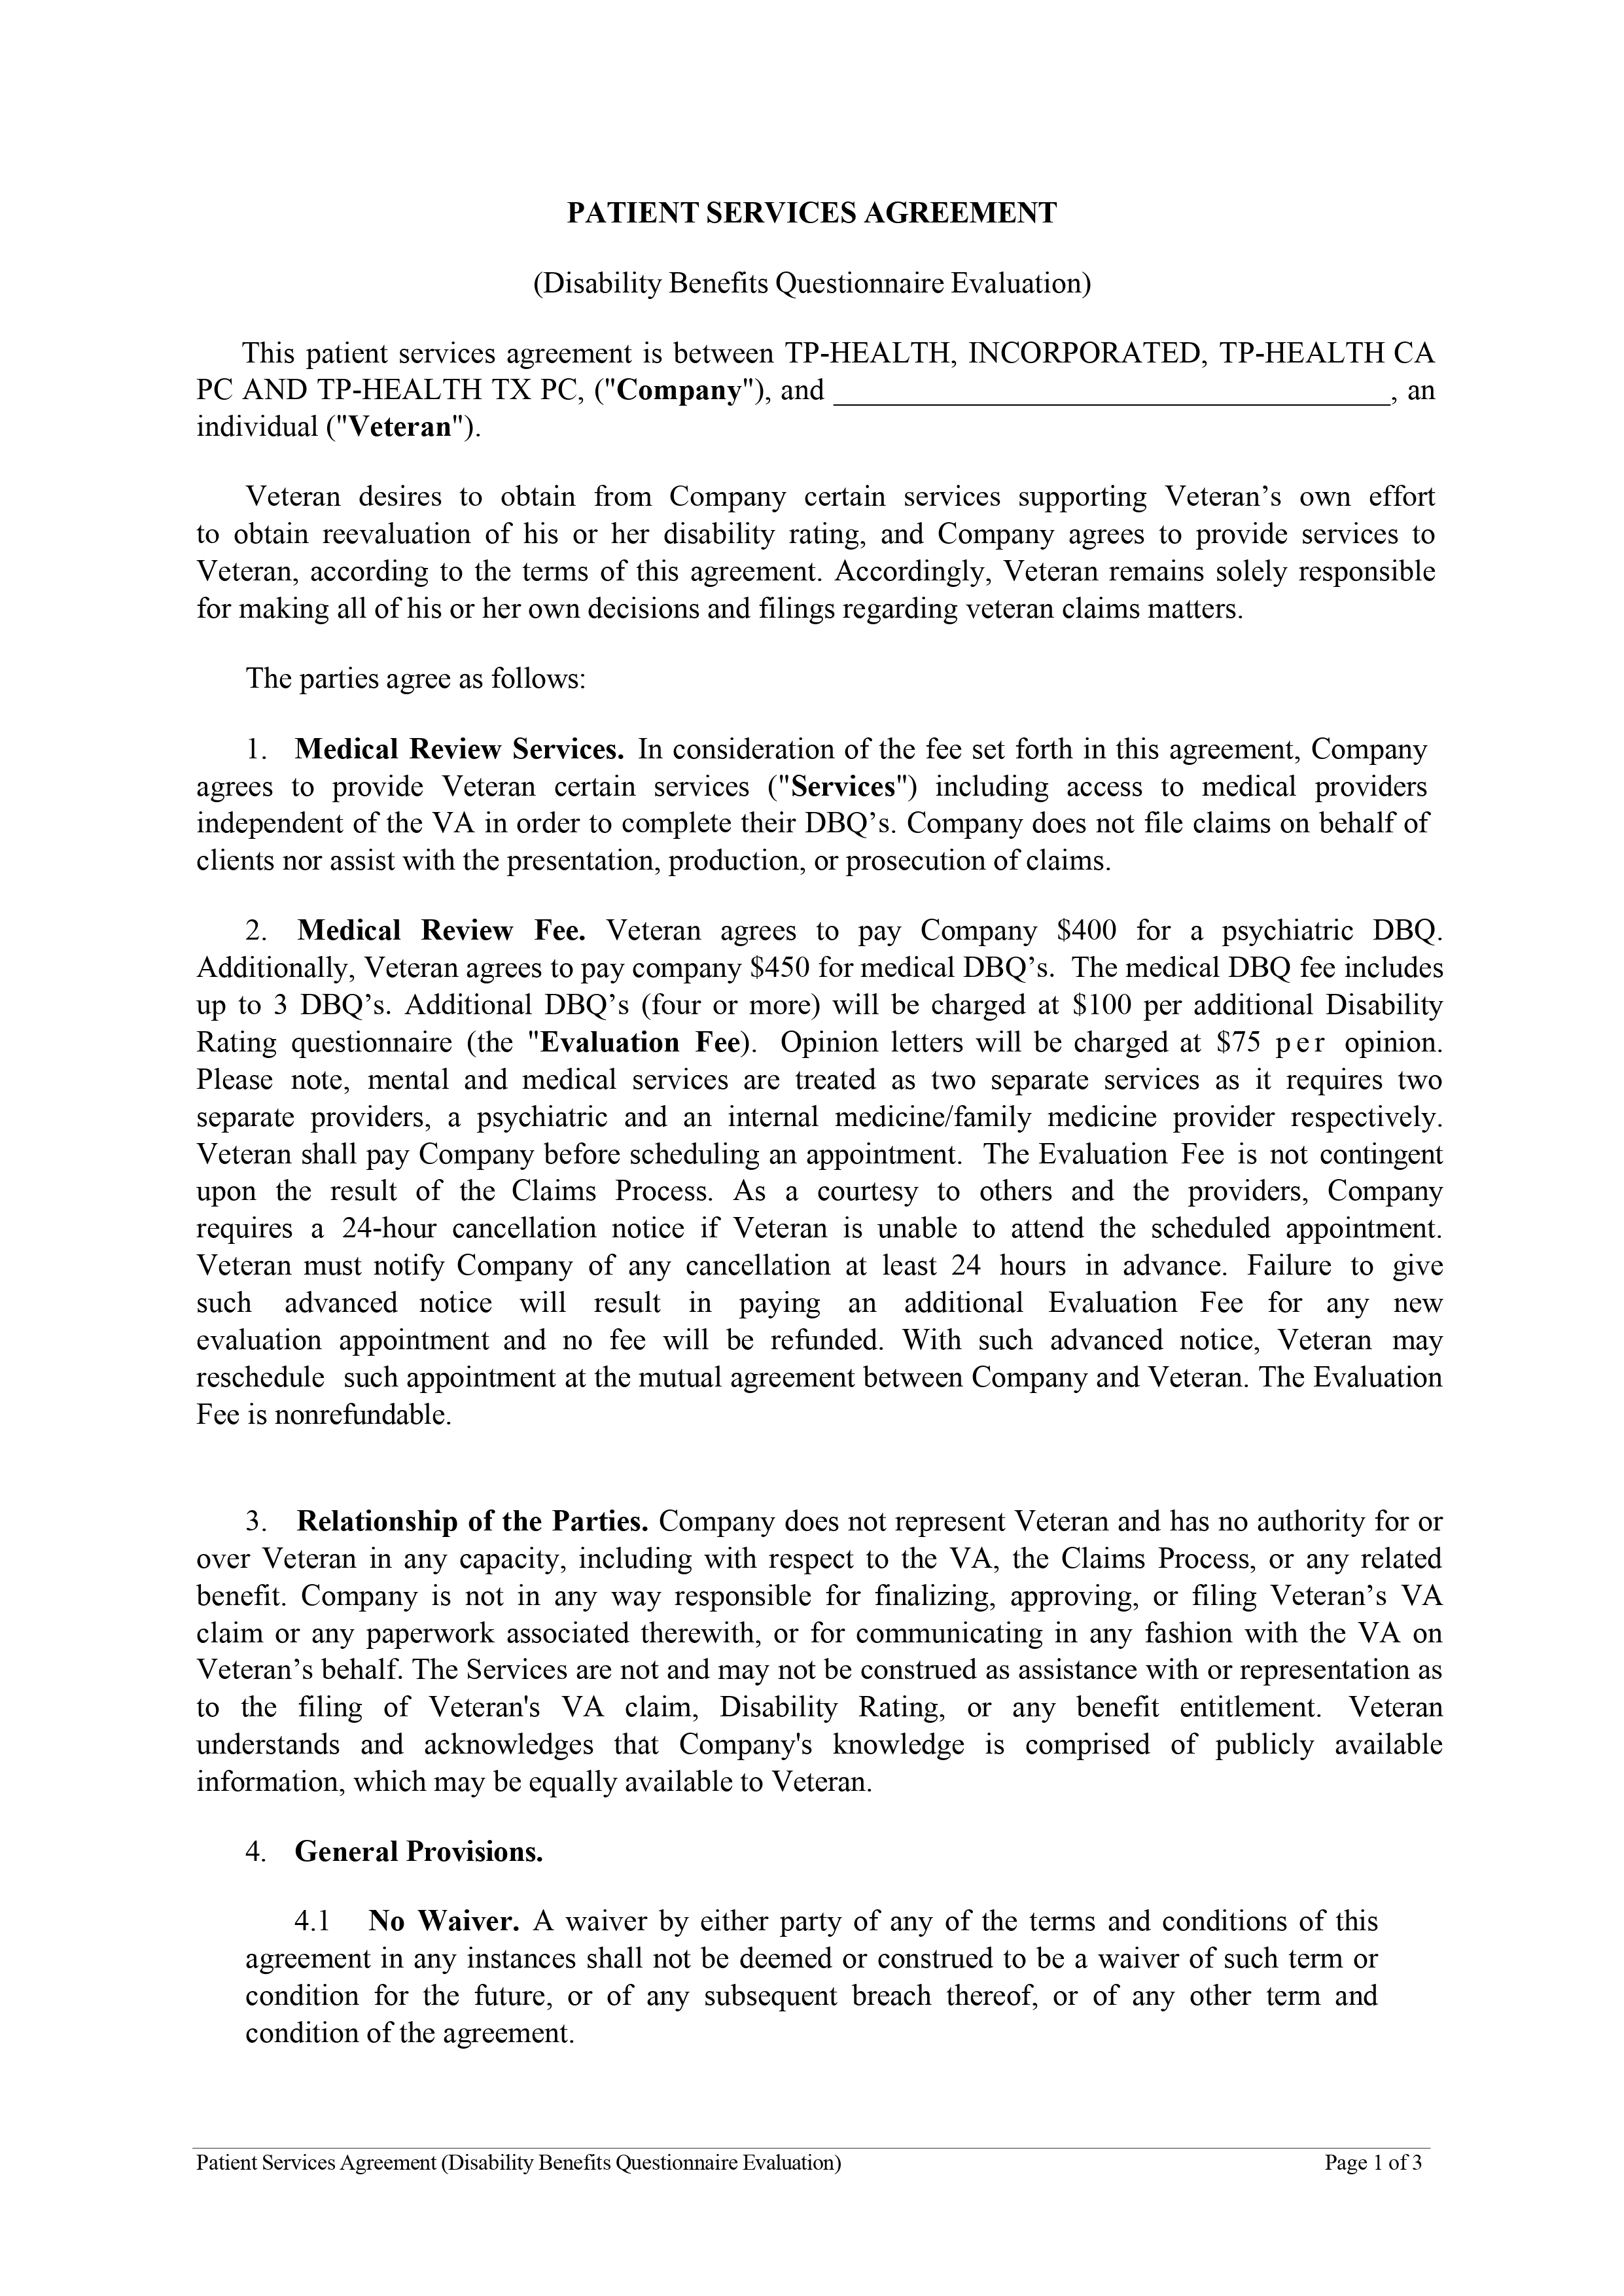 PATIENT SERVICES AGREEMENT
(Disability Benefits Questionnaire Evaluation)
This patient services agreement is between TP-HEALTH, INCORPORATED, TP-HEALTH CA
PC AND TP-HEALTH TX PC, ("Company"), and ____________________________________, an
individual ("Veteran").
Veteran desires to obtain from Company certain services supporting Veteran’s own effort
to obtain reevaluation of his or her disability rating, and Company agrees to provide services to
Veteran, according to the terms of this agreement. Accordingly, Veteran remains solely responsible
for making all of his or her own decisions and filings regarding veteran claims matters.
The parties agree as follows:
1. Medical Review Services. In consideration of the fee set forth in this agreement, Company
agrees to provide Veteran certain services ("Services") including access to medical providers
independent of the VA in order to complete their DBQ’s. Company does not file claims on behalf of
clients nor assist with the presentation, production, or prosecution of claims.
2. Medical Review Fee. Veteran agrees to pay Company $400 for a psychiatric DBQ.
Additionally, Veteran agrees to pay company $450 for medical DBQ’s. The medical DBQ fee includes
up to 3 DBQ’s. Additional DBQ’s (four or more) will be charged at $100 per additional Disability
Rating questionnaire (the "Evaluation Fee). Opinion letters will be charged at $75 per opinion.
Please note, mental and medical services are treated as two separate services as it requires two
separate providers, a psychiatric and an internal medicine/family medicine provider respectively.
Veteran shall pay Company before scheduling an appointment. The Evaluation Fee is not contingent
upon the result of the Claims Process. As a courtesy to others and the providers, Company
requires a 24-hour cancellation notice if Veteran is unable to attend the scheduled appointment.
Veteran must notify Company of any cancellation at least 24 hours in advance. Failure to give
such advanced notice will result in paying an additional Evaluation Fee for any new
evaluation appointment and no fee will be refunded. With such advanced notice, Veteran may
reschedule such appointment at the mutual agreement between Company and Veteran. The Evaluation
Fee is nonrefundable.
3. Relationship of the Parties. Company does not represent Veteran and has no authority for or
over Veteran in any capacity, including with respect to the VA, the Claims Process, or any related
benefit. Company is not in any way responsible for finalizing, approving, or filing Veteran’s VA
claim or any paperwork associated therewith, or for communicating in any fashion with the VA on
Veteran’s behalf. The Services are not and may not be construed as assistance with or representation as
to the filing of Veteran's VA claim, Disability Rating, or any benefit entitlement. Veteran
understands and acknowledges that Company's knowledge is comprised of publicly available
information, which may be equally available to Veteran.
4. General Provisions.
4.1 No Waiver. A waiver by either party of any of the terms and conditions of this
agreement in any instances shall not be deemed or construed to be a waiver of such term or
condition for the future, or of any subsequent breach thereof, or of any other term and
condition of the agreement.
Patient Services Agreement (Disability Benefits Questionnaire Evaluation) Page 1 of 3